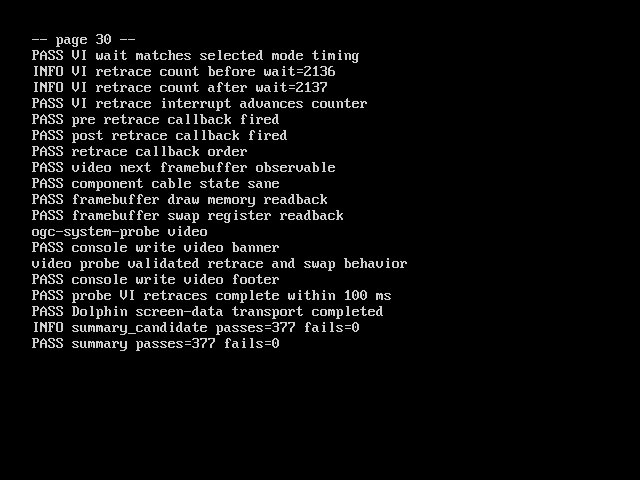 -- page 30 --
PASS VI wait matches selected mode timing
INFO VI retrace count before wait=2136
INFO VI retrace count after wait=2137
PASS VI retrace interrupt advances counter
PASS pre retrace callback fired
PASS post retrace callback fired
PASS retrace callback order
PASS video next framebuffer observable
PASS component cable state sane
PASS framebuffer draw memory readback
PASS framebuffer swap register readback
ogc-system-probe video
PASS console write video banner
video probe validated retrace and swap behavior
PASS console write video footer
PASS probe VI retraces complete within 100 ms
PASS Dolphin screen-data transport completed
INFO summary_candidate passes=377 fails=0
PASS summary passes=377 fails=0